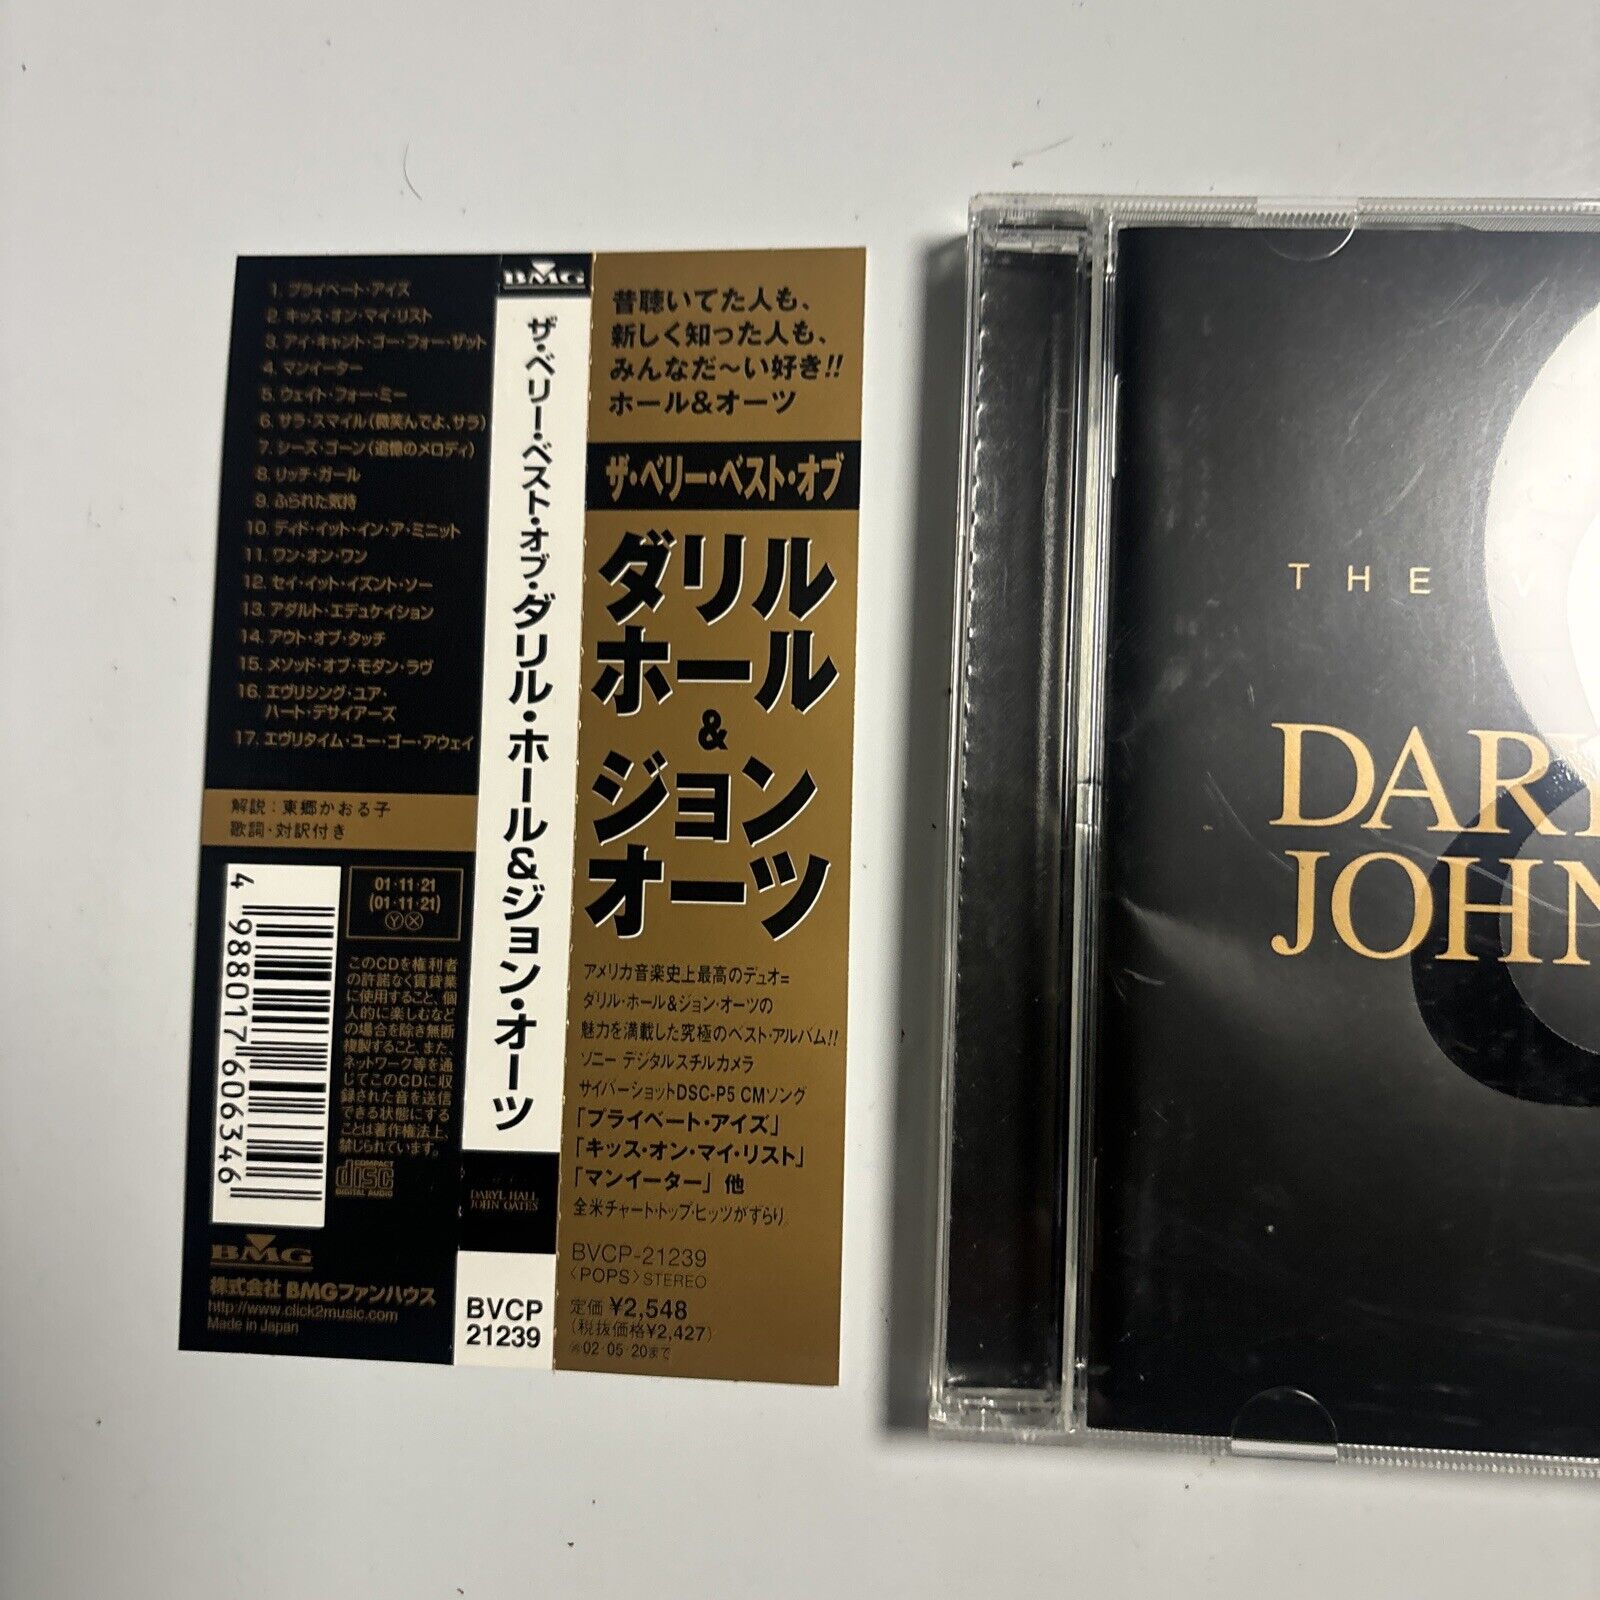 1. プライベート・アイズ
2. キッス・オン・マイ・リスト
3. アイ・キャント・ゴー・フォー・ザット
4. マンイーター
5. ウェイト・フォー・ミー
6. サラ・スマイル(微笑んでよ、サラ)
7. シーズ・ゴーン(追憶のメロディ)
8. リッチ・ガール
9. ふられた気持
10. ディド・イット・イン・ア・ミニット
11. ワン・オン・ワン
12. セイ・イット・イズント・ソー
13. アダルト・エデュケイション
14. アウト・オブ・タッチ
15. メソッド・オブ・モダン・ラヴ
16. エヴリシング・ユア・
ハート・デサイアーズ
17. エヴリタイム・ユー・ゴー・アウェイ
解説：東郷かおる子
歌詞・対訳付き
4 988017 606346
01・11・21
(01・11・21)
Ⓨ Ⓧ
このCDを権利者
の許諾なく賃貸業
に使用すること、個
人的に楽しむなど
の場合を除き無断
複製すること、また、
ネットワーク等を通
じてこのCDに収
録された音を送信
できる状態にする
ことは著作権法上、
禁じられています。
COMPACT
disc
DIGITAL AUDIO
BMG
株式会社 BMGファンハウス
http://www.click2music.com
Made in Japan
BMG
ザ・ベリー・ベスト・オブ・ダリル・ホール&ジョン・オーツ
DARYL HALL
JOHN OATES
BVCP
21239
昔聴いてた人も、
新しく知った人も、
みんなだ〜い好き!!
ホール&オーツ
ザ・ベリー・ベスト・オブ
ダリル
ホール
&
ジョン
オーツ
アメリカ音楽史上最高のデュオ=
ダリル・ホール&ジョン・オーツの
魅力を満載した究極のベスト・アルバム!!
ソニー デジタルスチルカメラ
サイバーショットDSC-P5 CMソング
「プライベート・アイズ」
「キッス・オン・マイ・リスト」
「マンイーター」他
全米チャート・トップ・ヒッツがずらり。
BVCP-21239
〈POPS〉STEREO
定価 ¥2,548
(税抜価格¥2,427)
02・05・20まで
THE V
&
DARY
JOHN